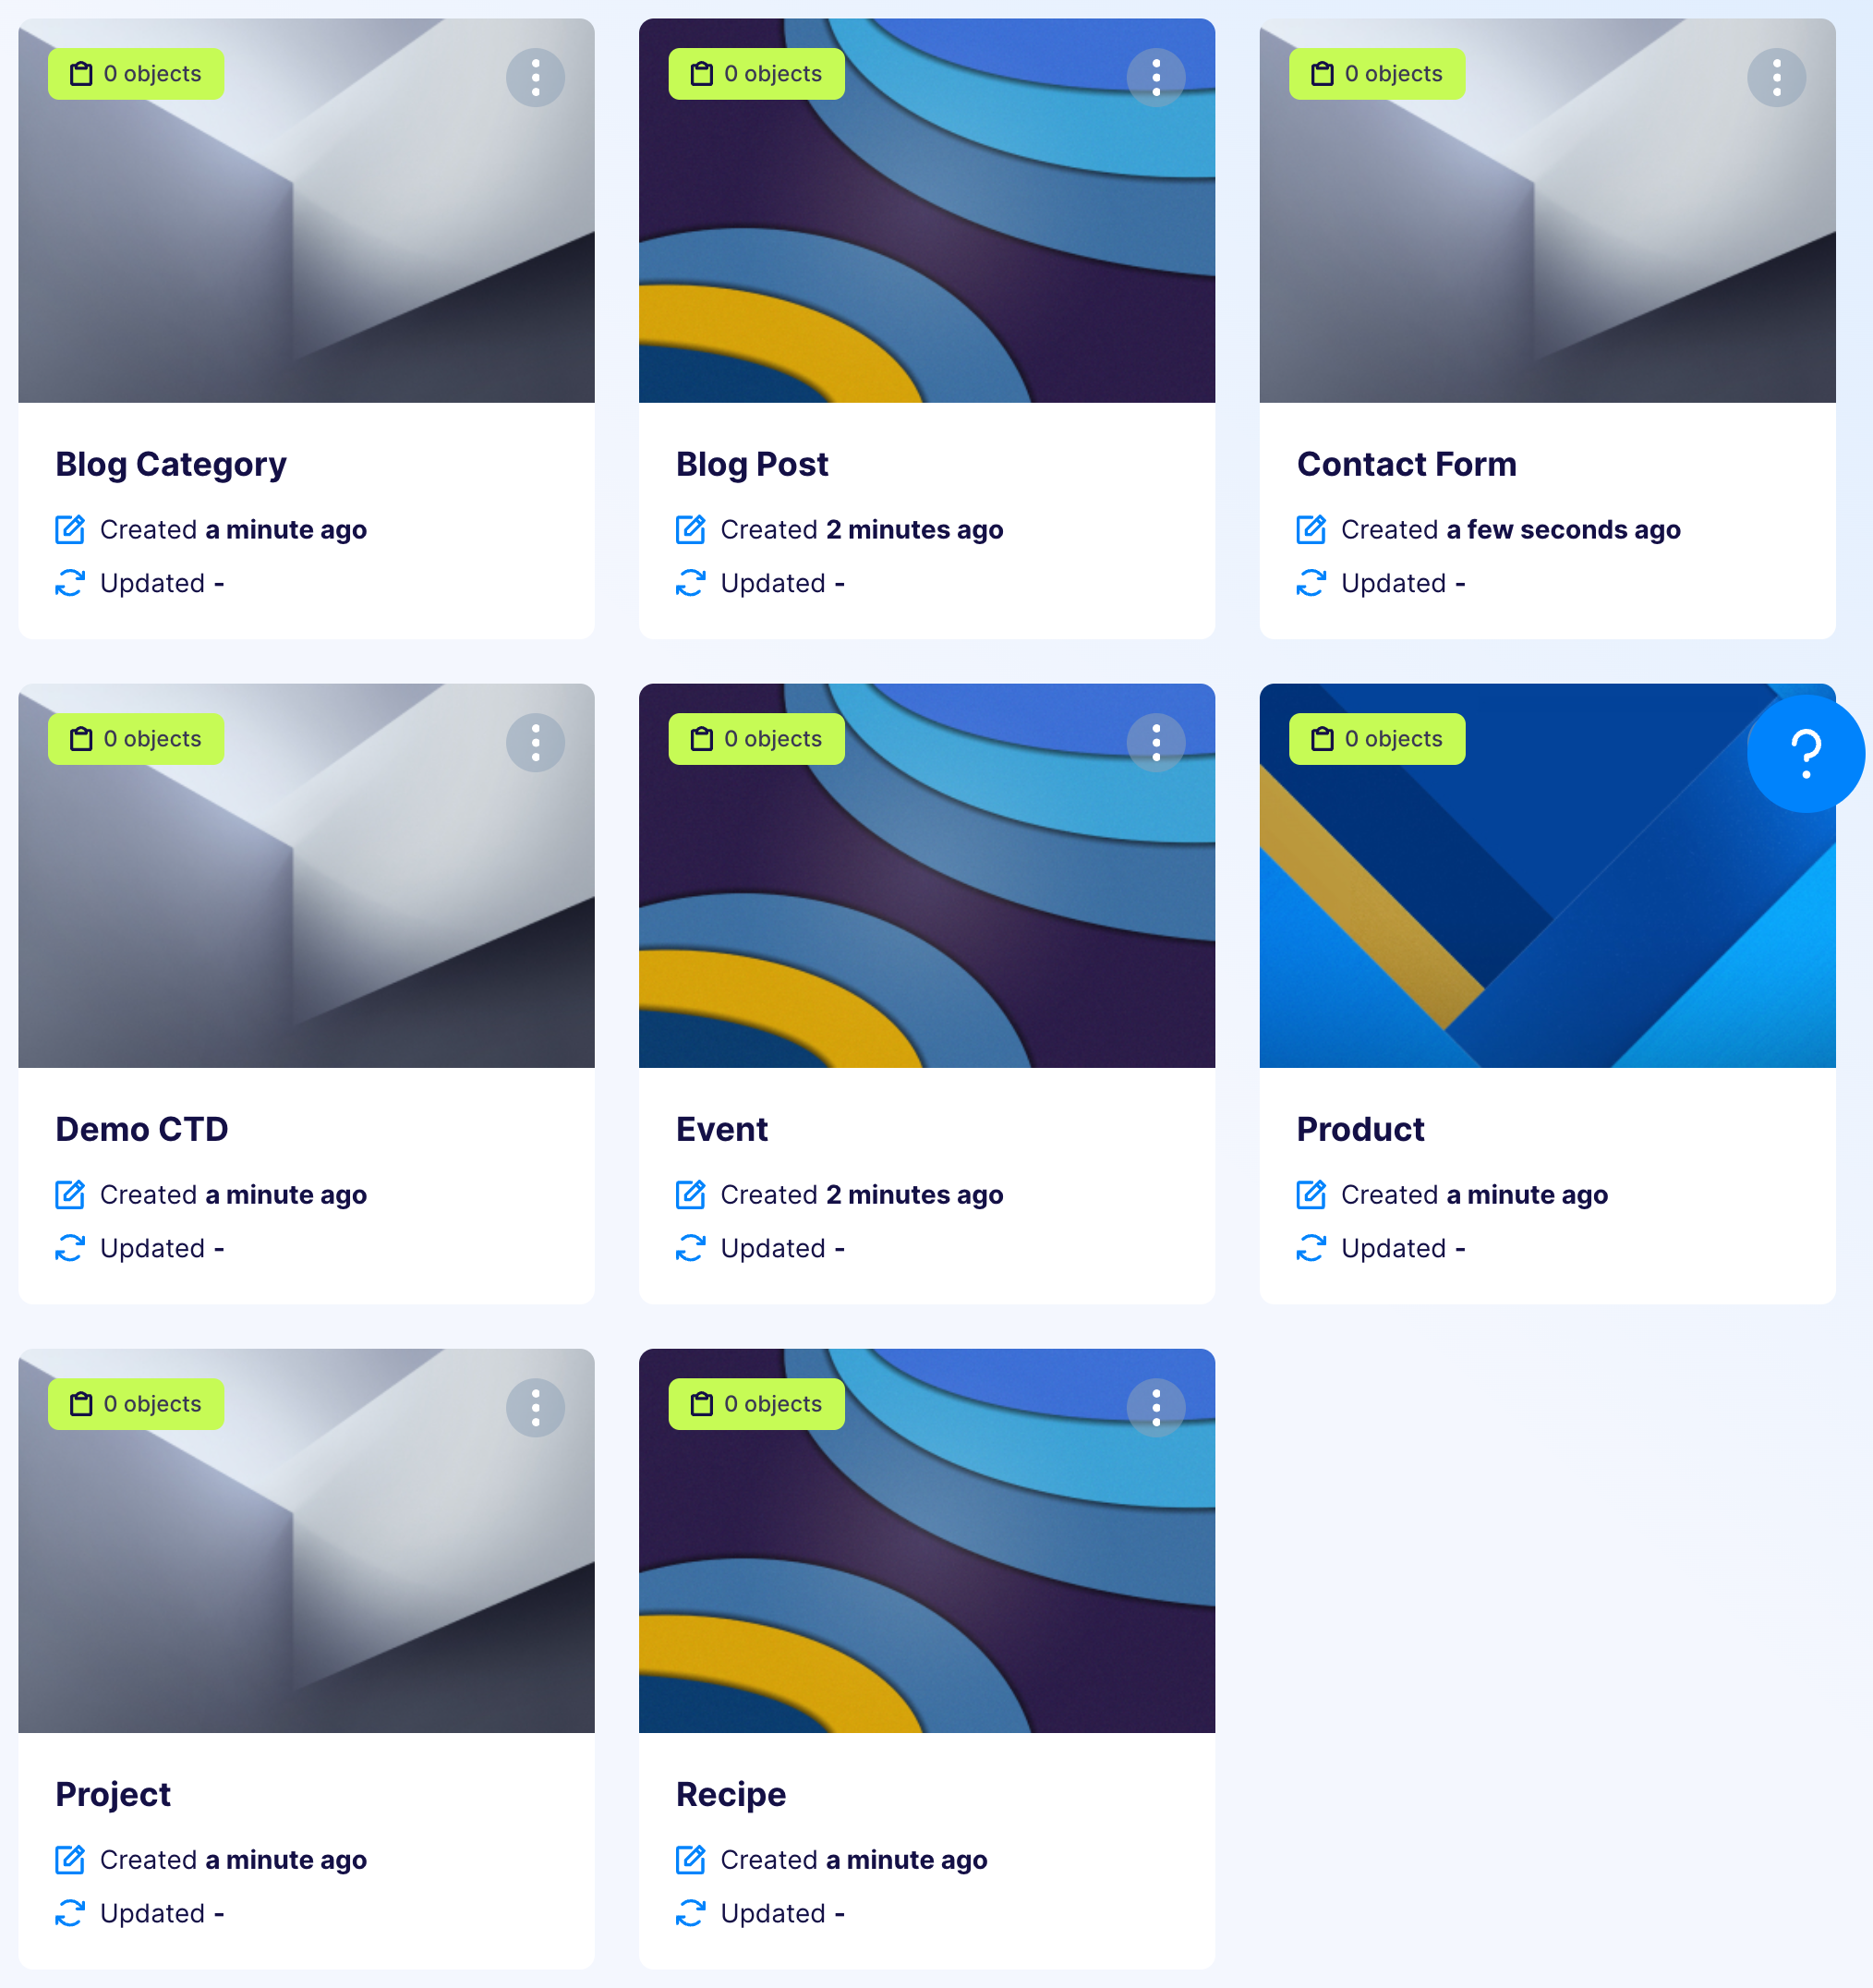 0 objects
0 objects
0 objects
Blog Category
Created a minute ago
Updated -
Blog Post
Created 2 minutes ago
Updated -
Contact Form
Created a few seconds ago
Updated -
0 objects
0 objects
0 objects
?
Demo CTD
Created a minute ago
Updated -
Event
Created 2 minutes ago
Updated -
Product
Created a minute ago
Updated -
0 objects
0 objects
Project
Created a minute ago
Updated -
Recipe
Created a minute ago
Updated -